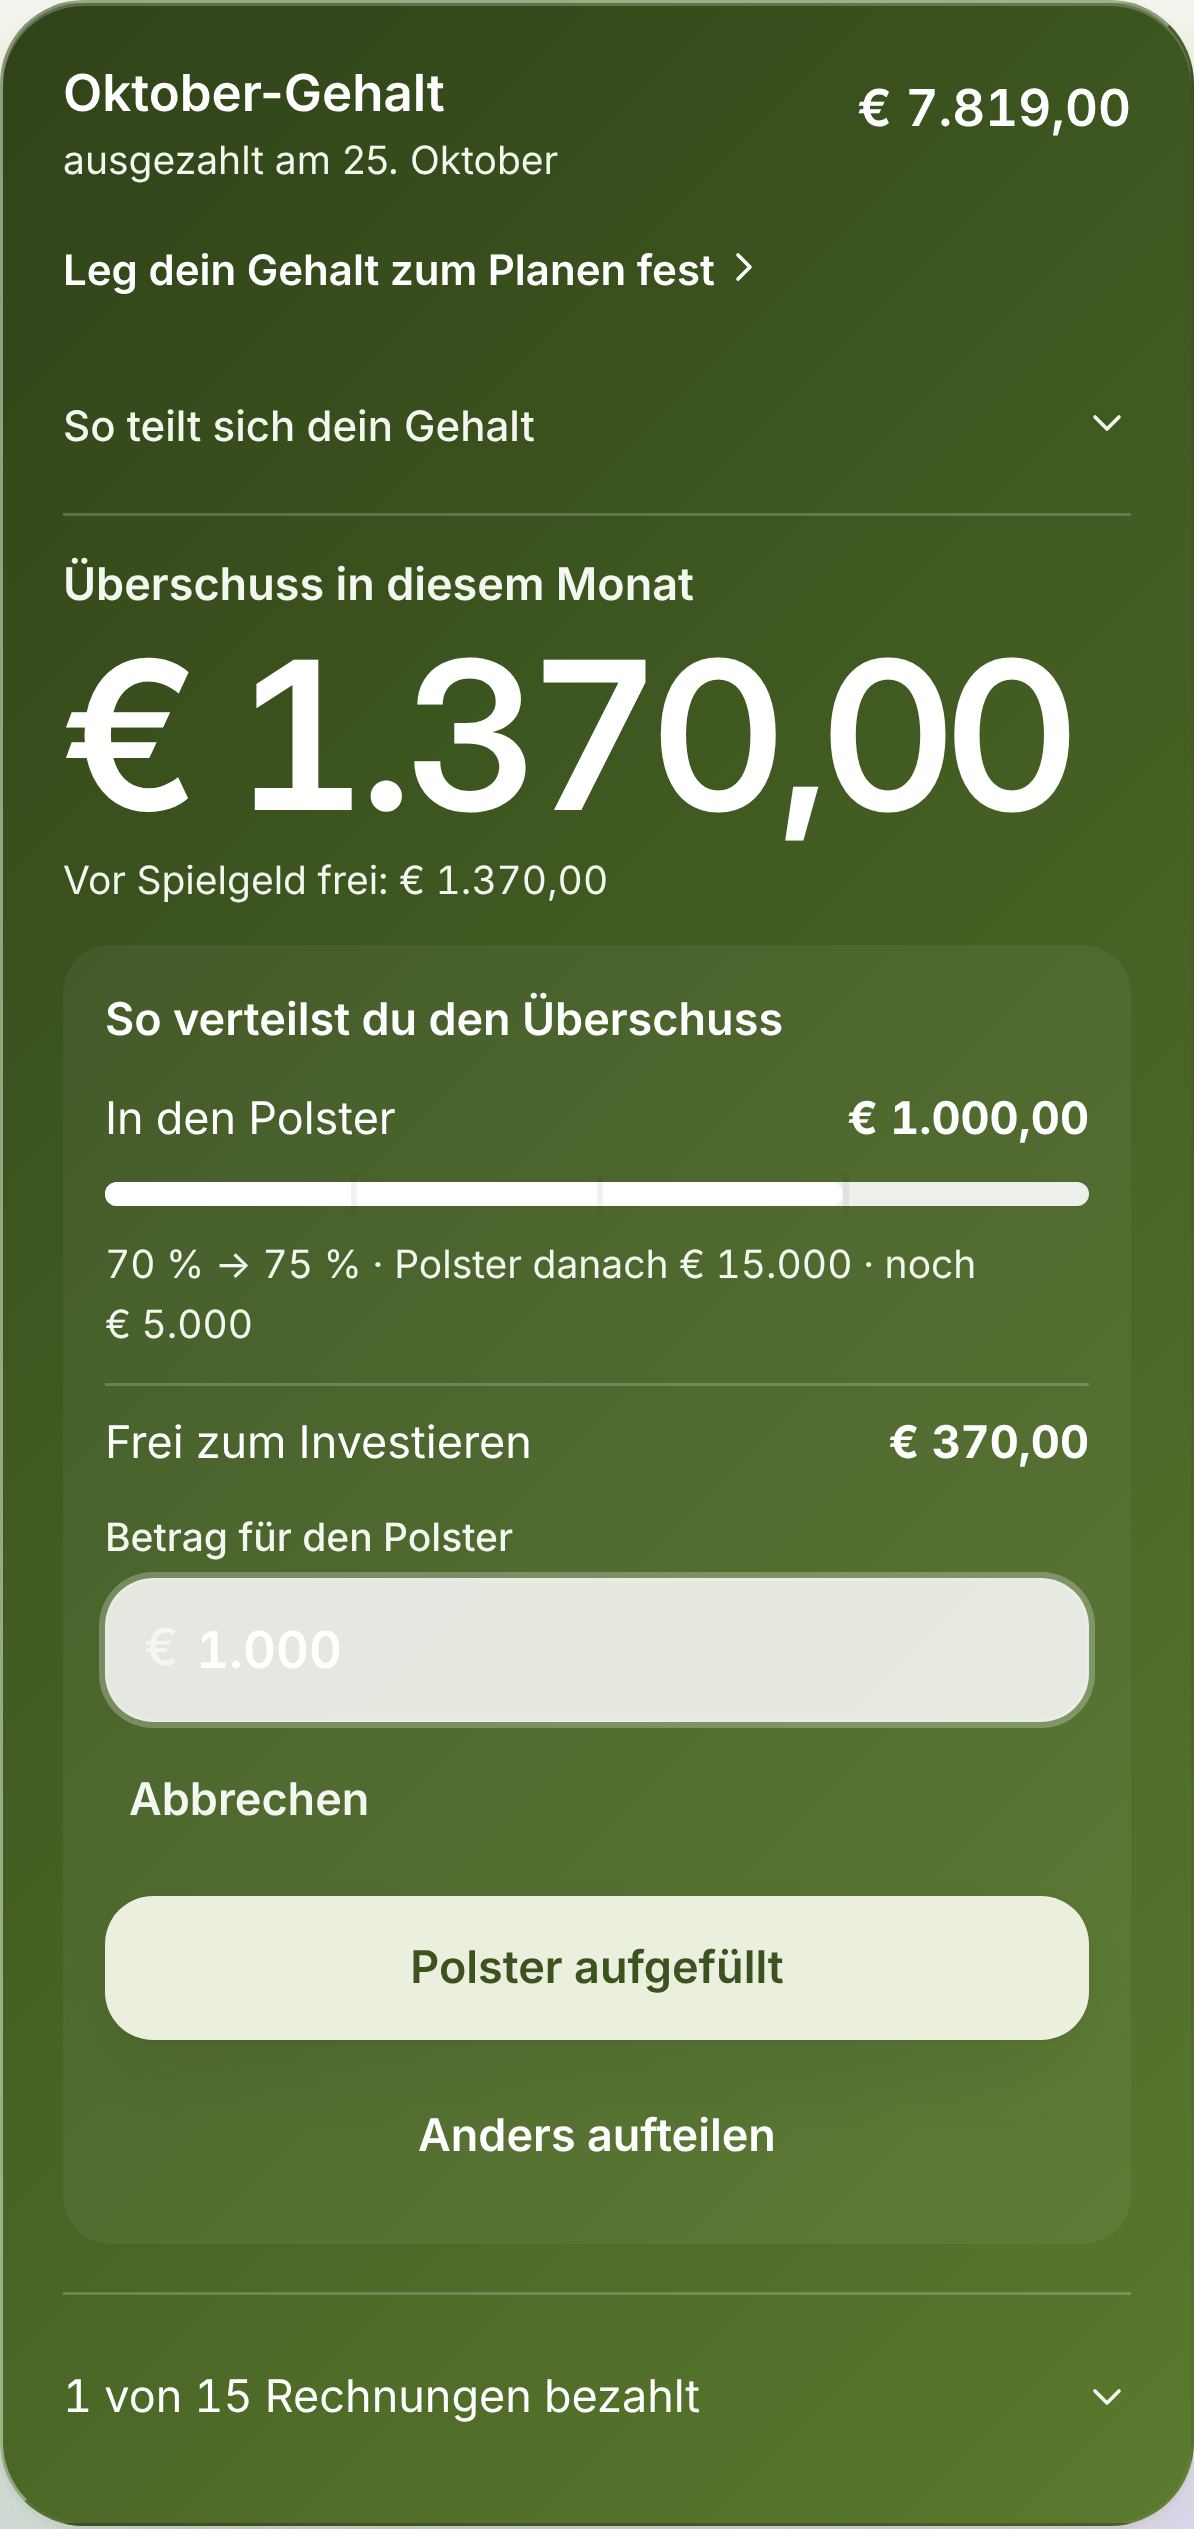 Oktober-Gehalt
€ 7.819,00
ausgezahlt am 25. Oktober
Leg dein Gehalt zum Planen fest
So teilt sich dein Gehalt
Überschuss in diesem Monat
€ 1.370,00
Vor Spielgeld frei: € 1.370,00
So verteilst du den Überschuss
In den Polster
€ 1.000,00
70 % → 75 % · Polster danach € 15.000 · noch
€ 5.000
Frei zum Investieren
€ 370,00
Betrag für den Polster
€ 1.000
Abbrechen
Polster aufgefüllt
Anders aufteilen
1 von 15 Rechnungen bezahlt